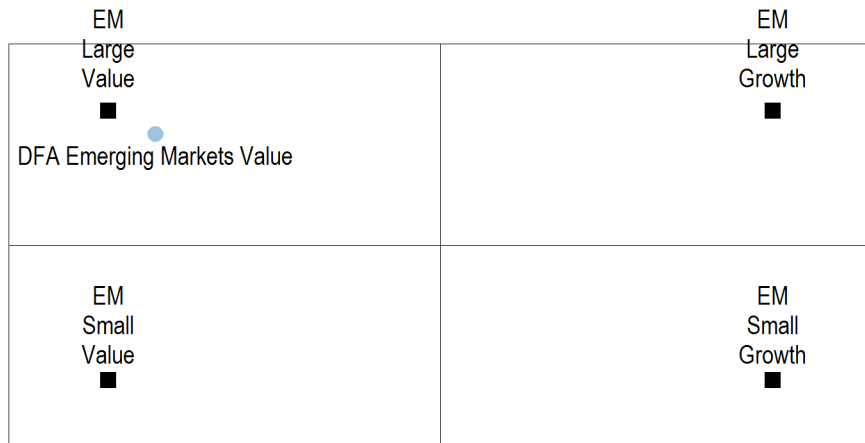 EM
Large
Value
EM
Large
Growth
DFA Emerging Markets Value
EM
Small
Value
EM
Small
Growth